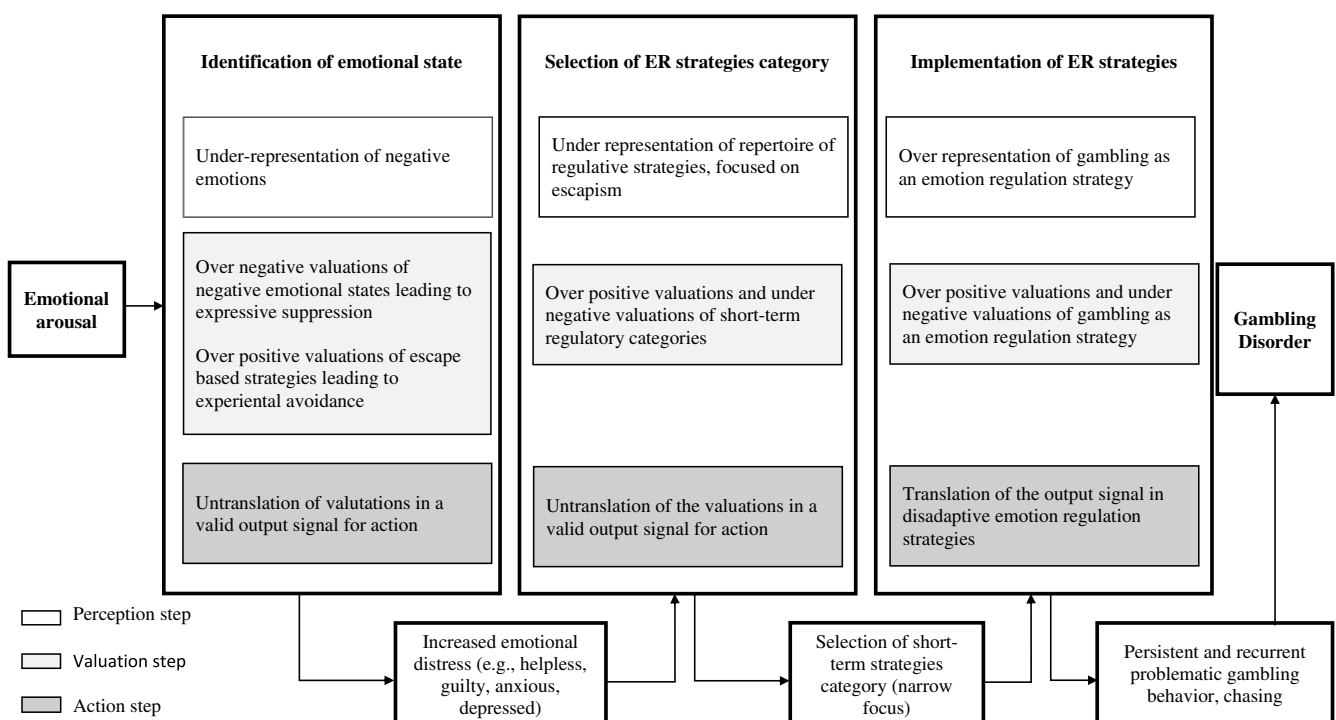 Emotional
arousal
Identification of emotional state
Under-representation of negative
emotions
Over negative valuations of
negative emotional states leading to
expressive suppression
Over positive valuations of escape
based strategies leading to
experiental avoidance
Untranslation of valutations in a
valid output signal for action
Selection of ER strategies category
Under representation of repertoire of
regulative strategies, focused on
escapism
Over positive valuations and under
negative valuations of short-term
regulatory categories
Untranslation of the valuations in a
valid output signal for action
Implementation of ER strategies
Over representation of gambling as
an emotion regulation strategy
Over positive valuations and under
negative valuations of gambling as
an emotion regulation strategy
Translation of the output signal in
disadaptive emotion regulation
strategies
Gambling
Disorder
Perception step
Valuation step
Action step
Increased emotional
distress (e.g., helpless,
guilty, anxious,
depressed)
Selection of short-
term strategies
category (narrow
focus)
Persistent and recurrent
problematic gambling
behavior, chasing